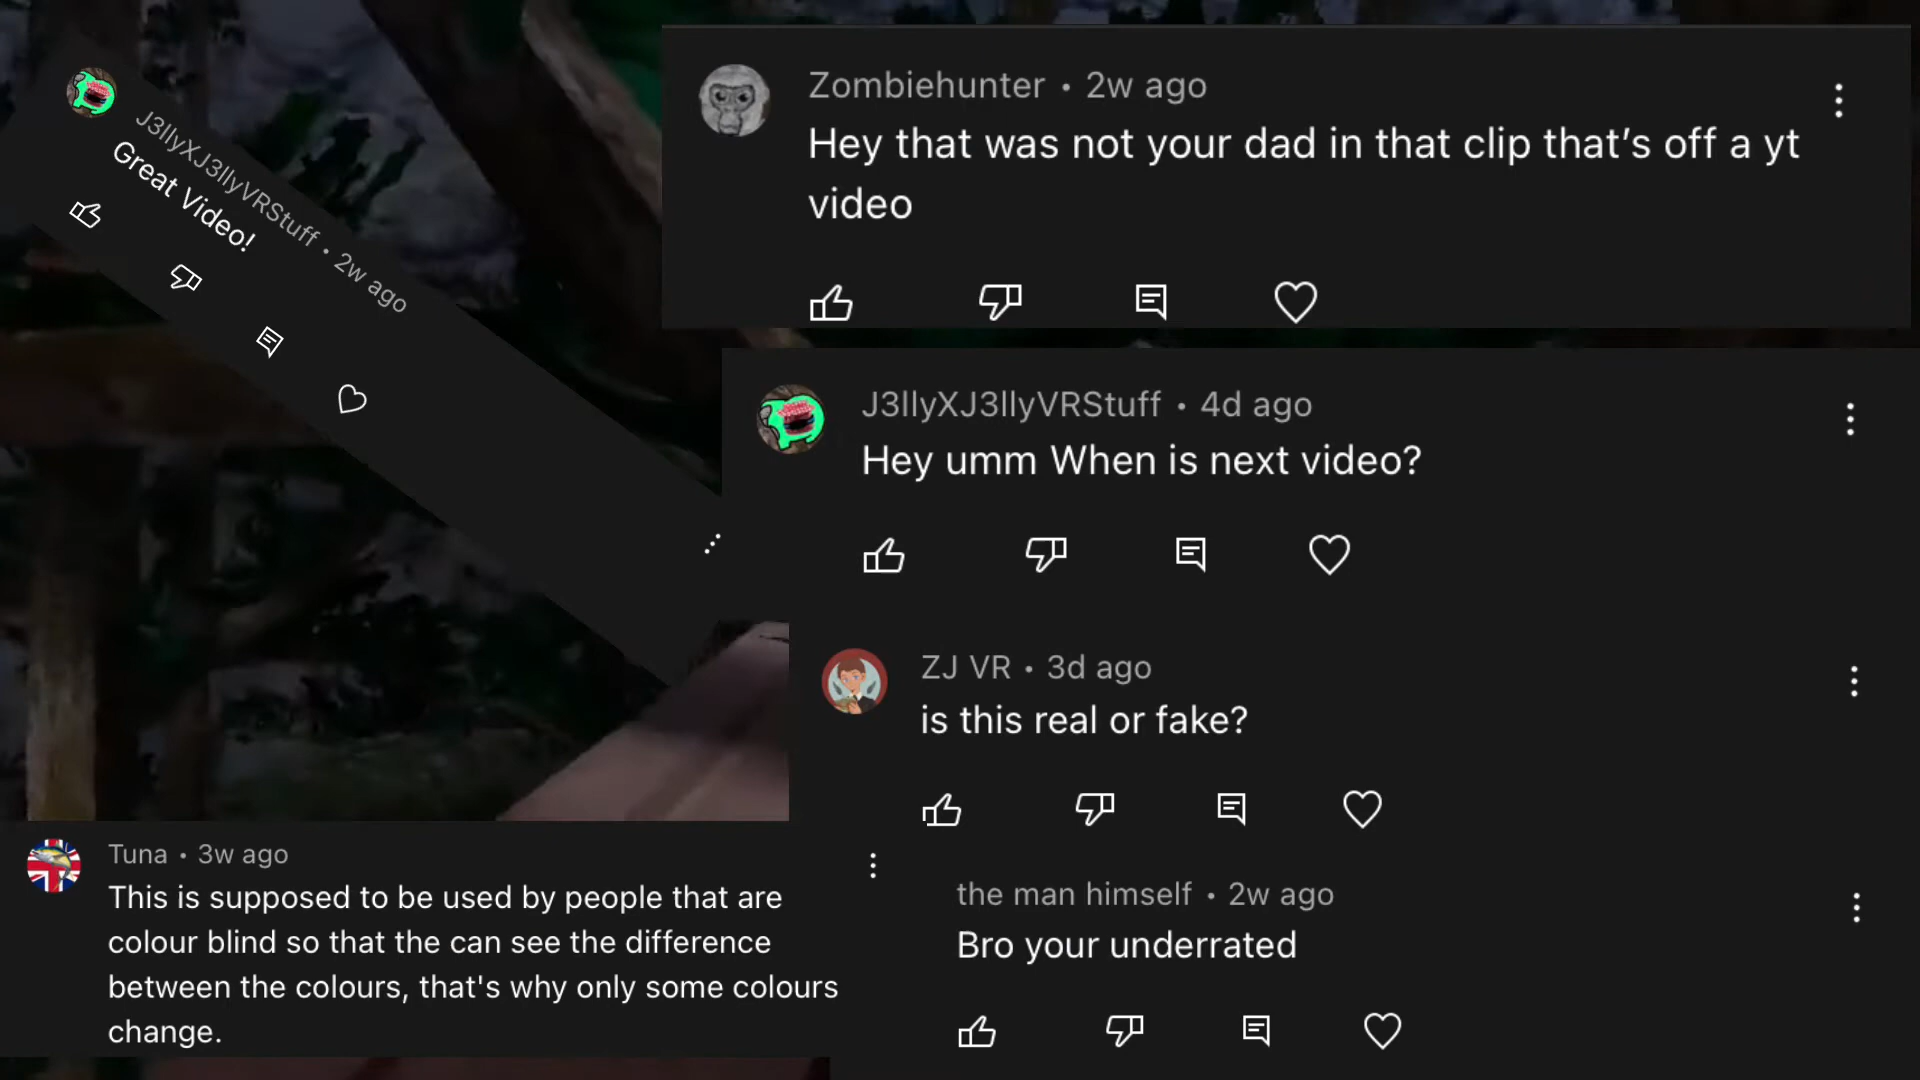 J3llyXJ3llyVRStuff • 2w ago
Great Video!
Zombiehunter • 2w ago
Hey that was not your dad in that clip that’s off a yt
video
J3llyXJ3llyVRStuff • 4d ago
Hey umm When is next video?
ZJ VR • 3d ago
is this real or fake?
Tuna • 3w ago
This is supposed to be used by people that are
colour blind so that the can see the difference
between the colours, that's why only some colours
change.
the man himself • 2w ago
Bro your underrated